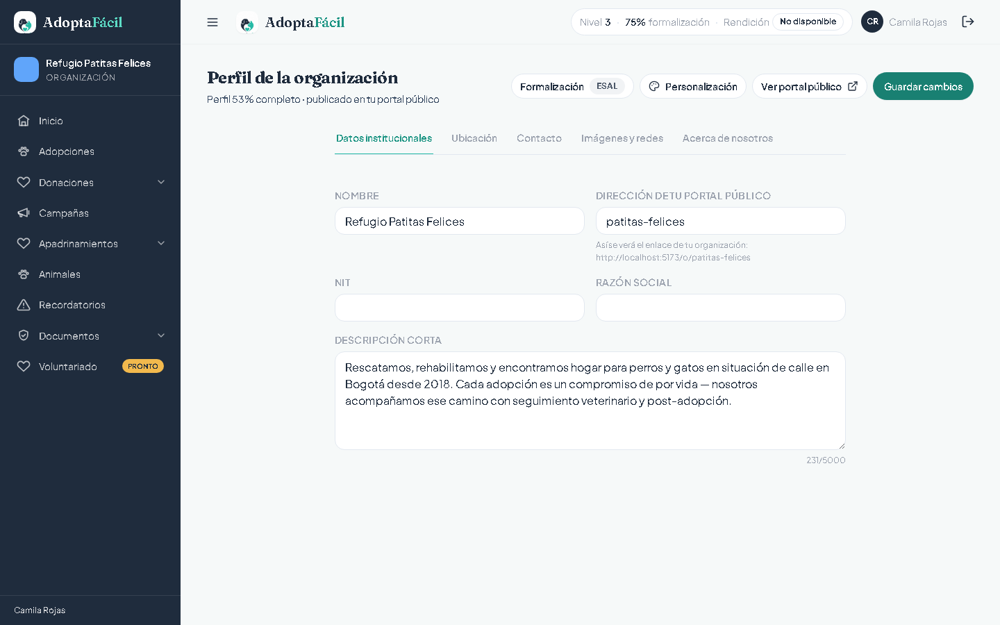 AdoptaFácil
Refugio Patitas Felices
ORGANIZACIÓN
Inicio
Adopciones
Donaciones
Campañas
Apadrinamientos
Animales
Recordatorios
Documentos
Voluntariado PRONTO
Camila Rojas
AdoptaFácil
Nivel 3 · 75% formalización · Rendición No disponible
CR Camila Rojas
Perfil de la organización
Perfil 53% completo · publicado en tu portal público
Formalización ESAL
Personalización
Ver portal público
Guardar cambios
Datos institucionales
Ubicación
Contacto
Imágenes y redes
Acerca de nosotros
NOMBRE
Refugio Patitas Felices
DIRECCIÓN DE TU PORTAL PÚBLICO
patitas-felices
Así se verá el enlace de tu organización:
http://localhost:5173/o/patitas-felices
NIT
RAZÓN SOCIAL
DESCRIPCIÓN CORTA
Rescatamos, rehabilitamos y encontramos hogar para perros y gatos en situación de calle en
Bogotá desde 2018. Cada adopción es un compromiso de por vida — nosotros
acompañamos ese camino con seguimiento veterinario y post-adopción.
231/5000